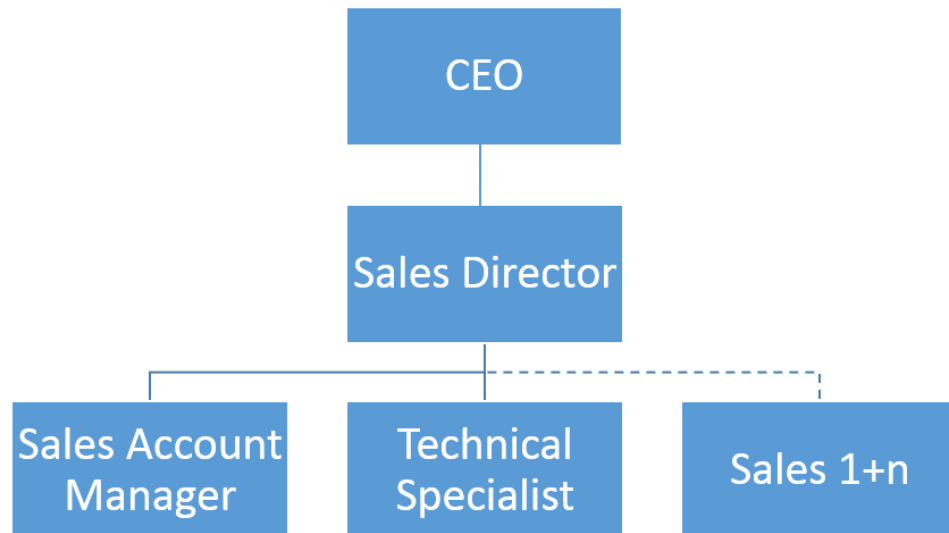 CEO
Sales Director
Sales Account
Manager
Technical
Specialist
Sales 1+n